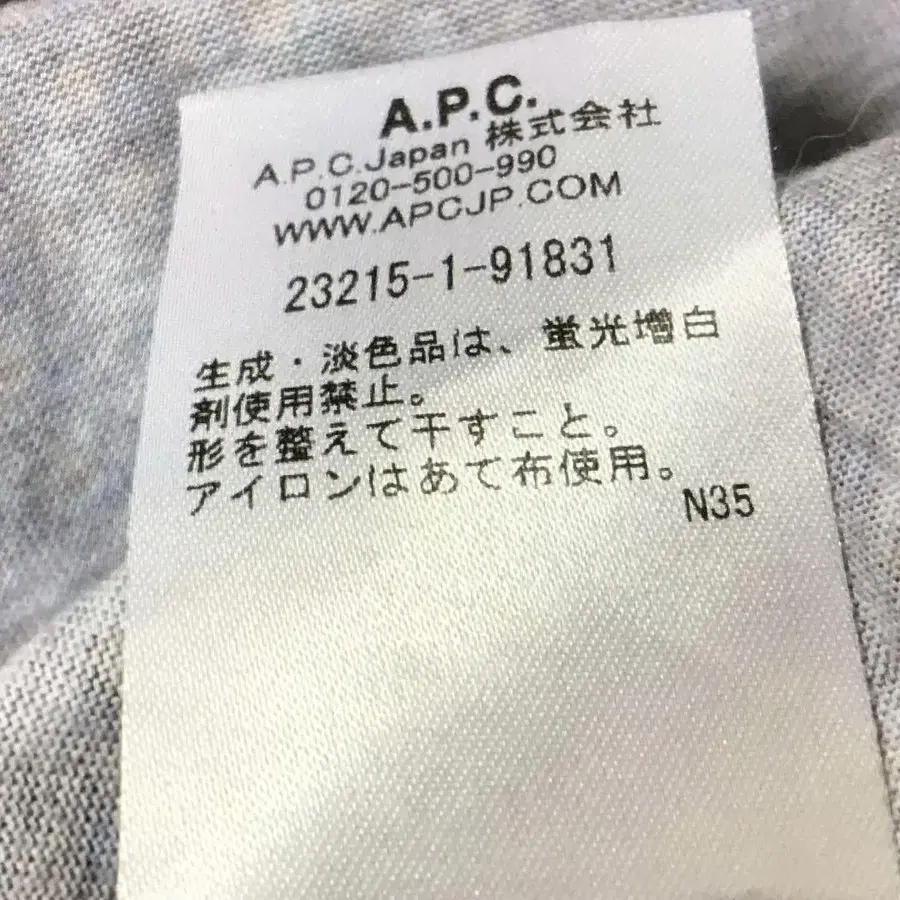 A.P.C.
A.P.C.Japan 株式会社
0120-500-990
WWW.APCJP.COM
23215-1-91831
生成・淡色品は、蛍光増白
剤使用禁止。
形を整えて干すこと。
アイロンはあて布使用。
N35